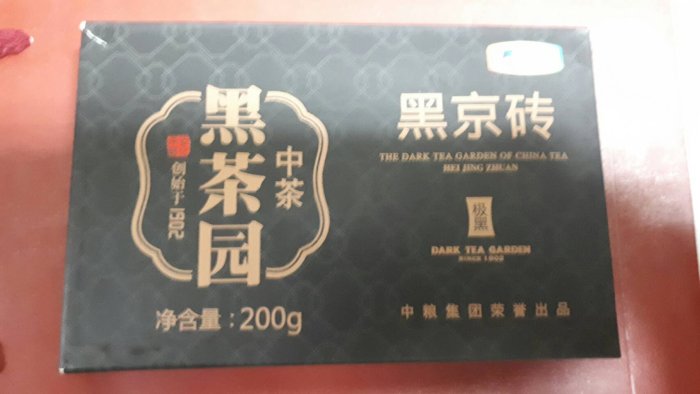 中茶
黑茶园
创始于1902
净含量：200g
黑京砖
THE DARK TEA GARDEN OF CHINA TEA
HEI JING ZHUAN
极黑
DARK TEA GARDEN
SINCE 1902
中粮集团荣誉出品